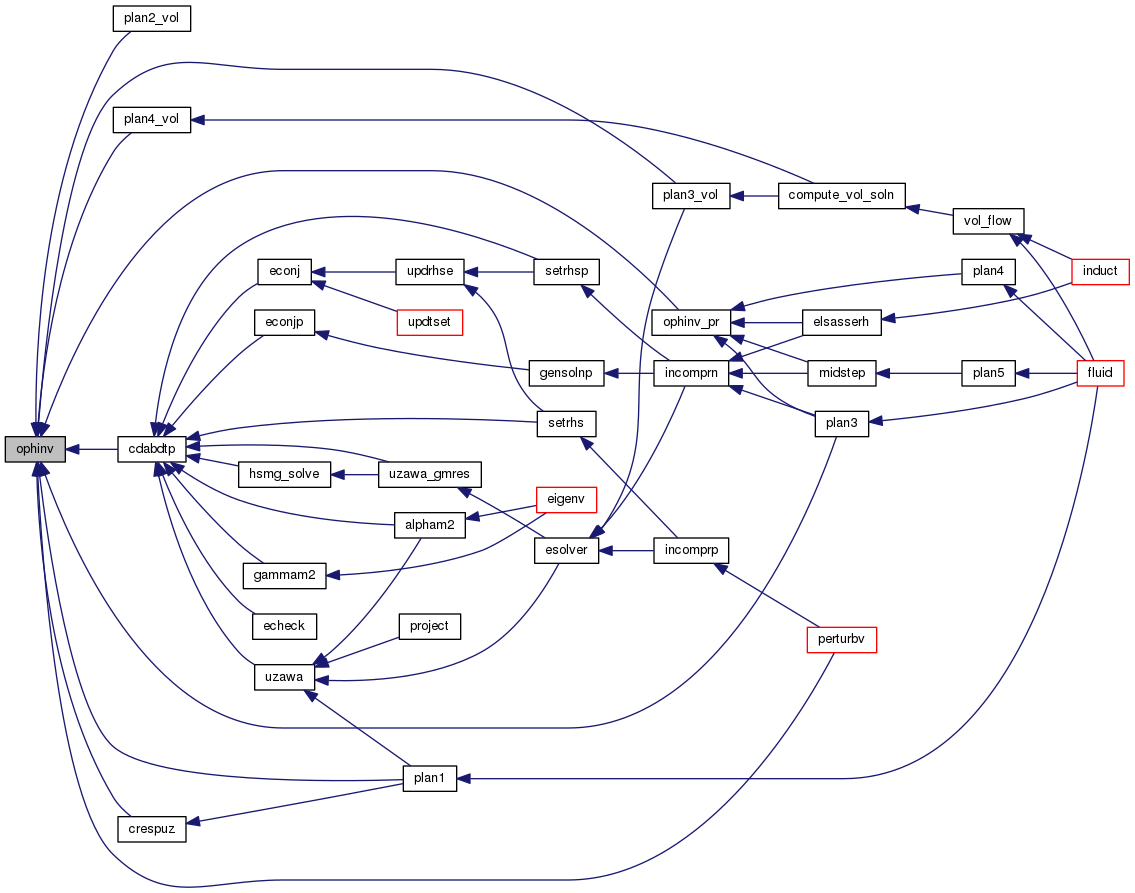 plan2_vol
plan4_vol
plan3_vol
compute_vol_soln
vol_flow
econj
updrhse
setrhsp
plan4
induct
econjp
updtset
ophinv_pr
elsasserh
gensolnp
incomprn
midstep
plan5
fluid
setrhs
plan3
ophinv
cdabdtp
hsmg_solve
uzawa_gmres
eigenv
alpham2
esolver
incomprp
gammam2
echeck
project
perturbv
uzawa
plan1
crespuz